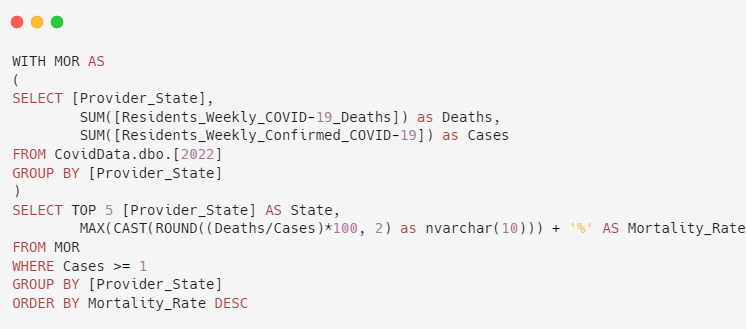 WITH MOR AS
(
SELECT [Provider_State],
SUM([Residents_Weekly_COVID-19_Deaths]) as Deaths,
SUM([Residents_Weekly_Confirmed_COVID-19]) as Cases
FROM CovidData.dbo.[2022]
GROUP BY [Provider_State]
)
SELECT TOP 5 [Provider_State] AS State,
MAX(CAST(ROUND((Deaths/Cases)*100, 2) as nvarchar(10))) + '%' AS Mortality_Rate
FROM MOR
WHERE Cases >= 1
GROUP BY [Provider_State]
ORDER BY Mortality_Rate DESC